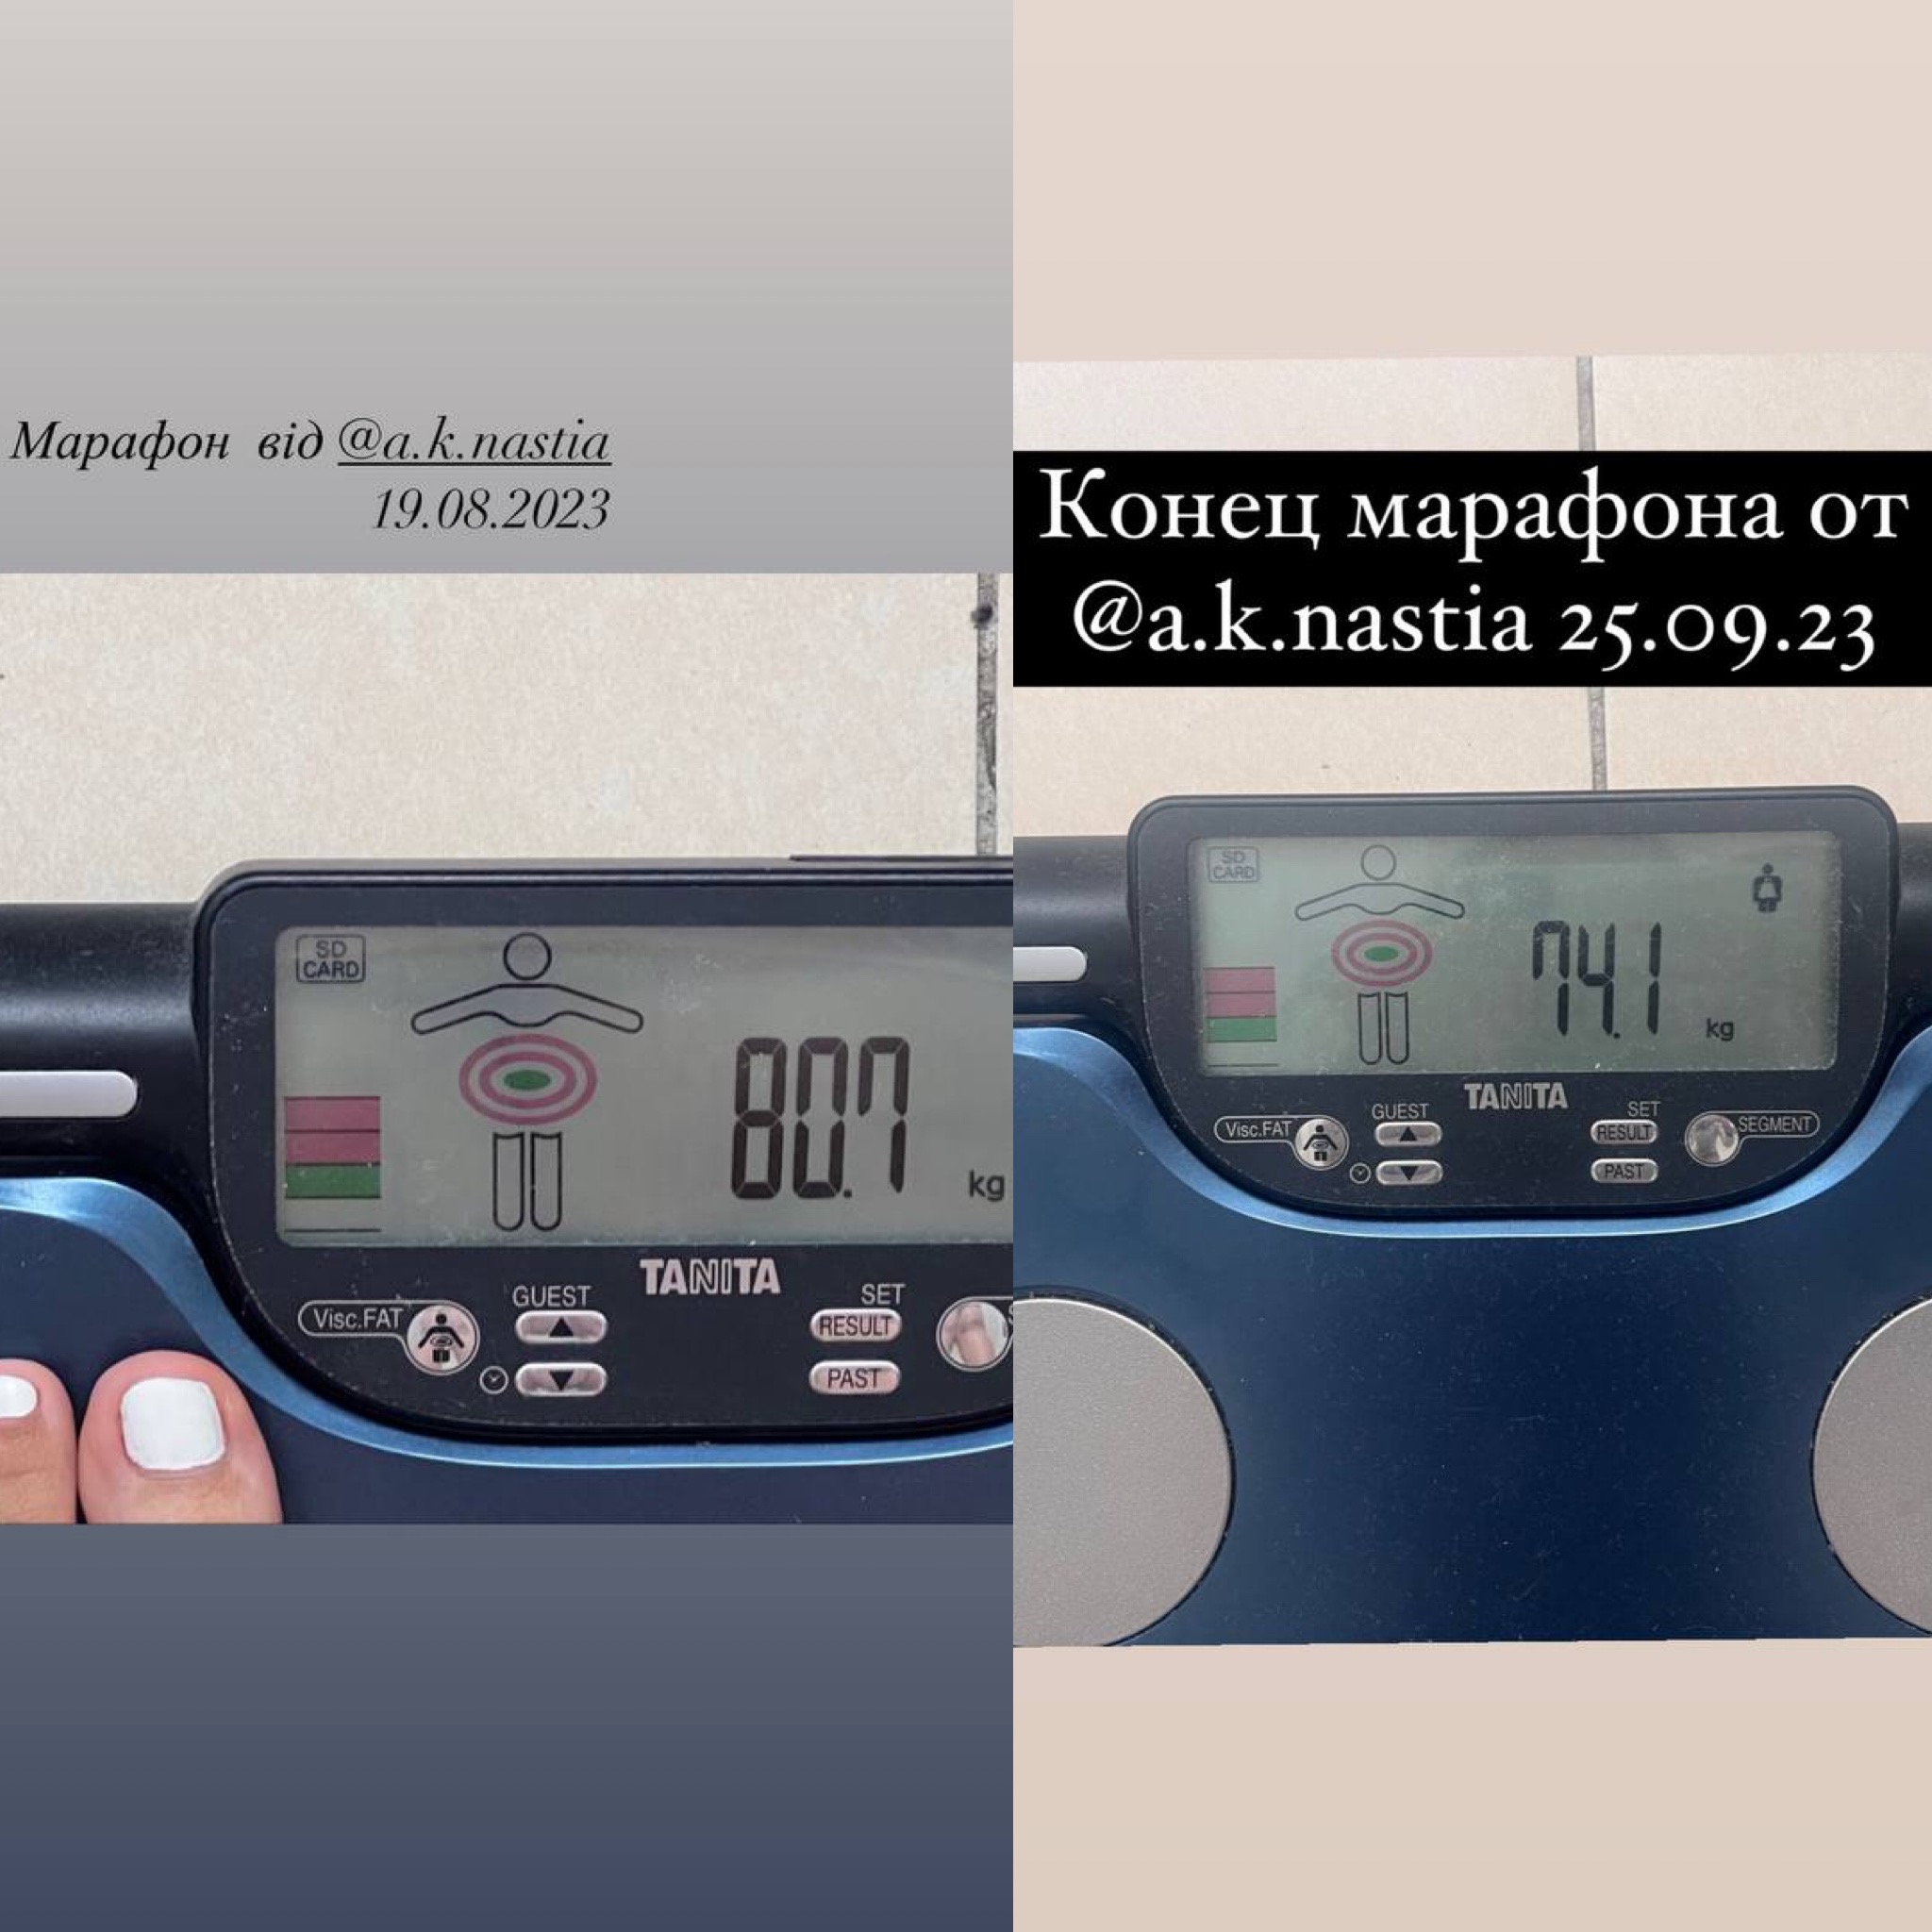 Марафон від @a.k.nastia
19.08.2023
SD
CARD
80.7
kg
TANITA
Visc.FAT
GUEST
SET
RESULT
PAST
Конец марафона от
@a.k.nastia 25.09.23
SD
CARD
74.1
kg
TANITA
Visc.FAT
GUEST
SET
RESULT
SEGMENT
PAST